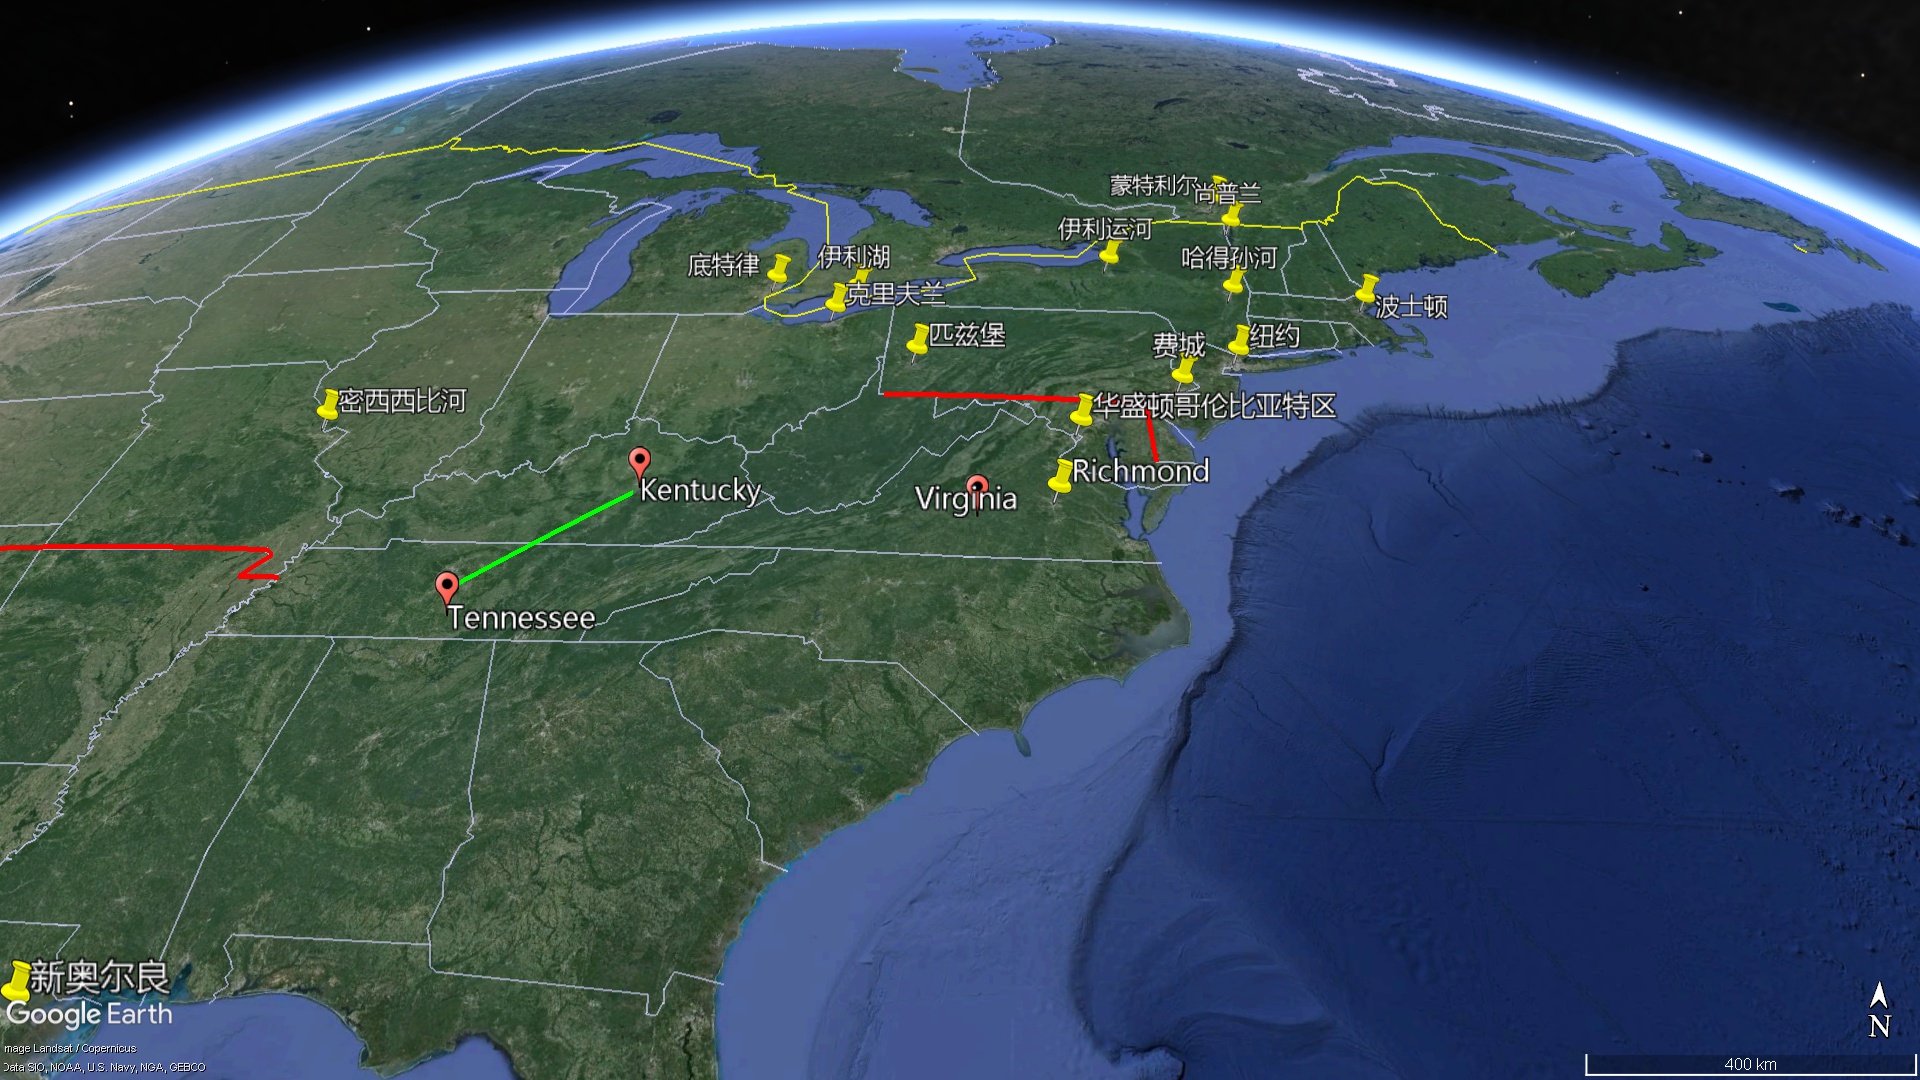 蒙特利尔
尚普兰
伊利运河
底特律
伊利湖
哈得孙河
克里夫兰
波士顿
匹兹堡
费城
纽约
密西西比河
华盛顿哥伦比亚特区
Richmond
Kentucky
Virginia
Tennessee
新奥尔良
Google Earth
mage Landsat / Copernicus
Data SIO, NOAA, U.S. Navy, NGA, GEBCO
N
400 km